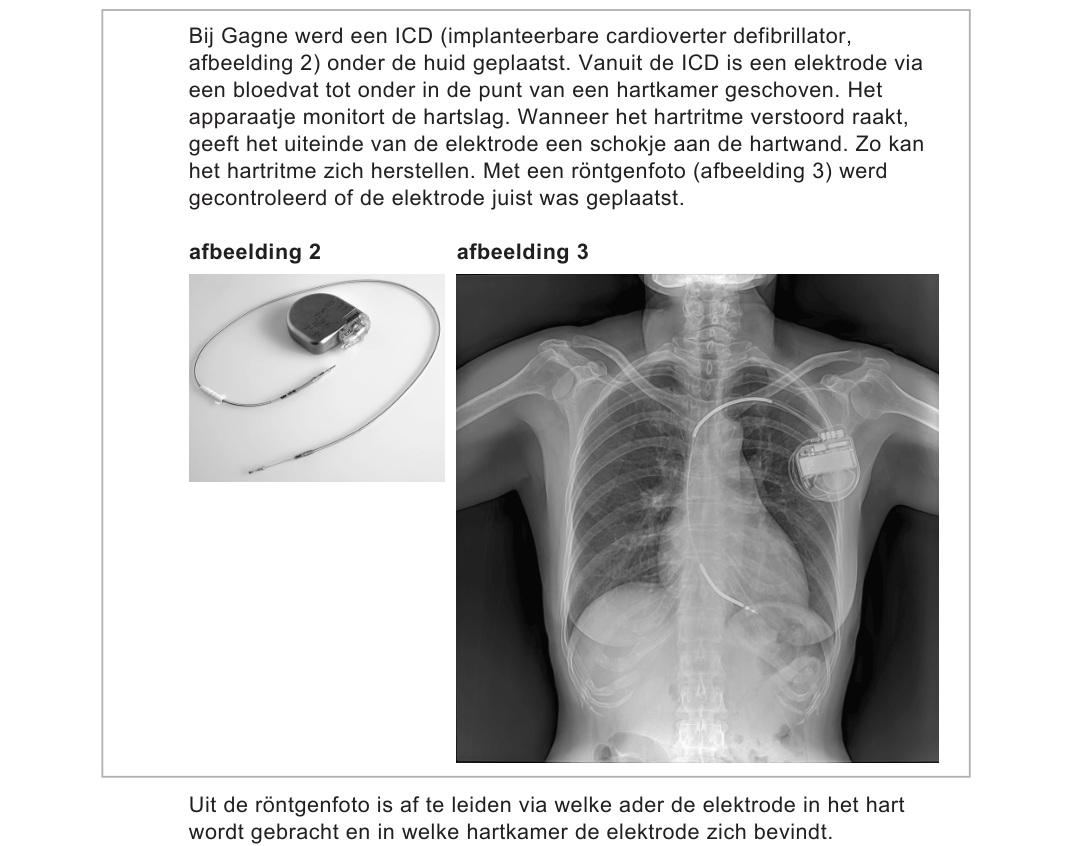 Bij Gagne werd een ICD (implanteerbare cardioverter defibrillator,
afbeelding 2) onder de huid geplaatst. Vanuit de ICD is een elektrode via
een bloedvat tot onder in de punt van een hartkamer geschoven. Het
apparaatje monitort de hartslag. Wanneer het hartritme verstoord raakt,
geeft het uiteinde van de elektrode een schokje aan de hartwand. Zo kan
het hartritme zich herstellen. Met een röntgenfoto (afbeelding 3) werd
gecontroleerd of de elektrode juist was geplaatst.
afbeelding 2 afbeelding 3
Uit de röntgenfoto is af te leiden via welke ader de elektrode in het hart
wordt gebracht en in welke hartkamer de elektrode zich bevindt.